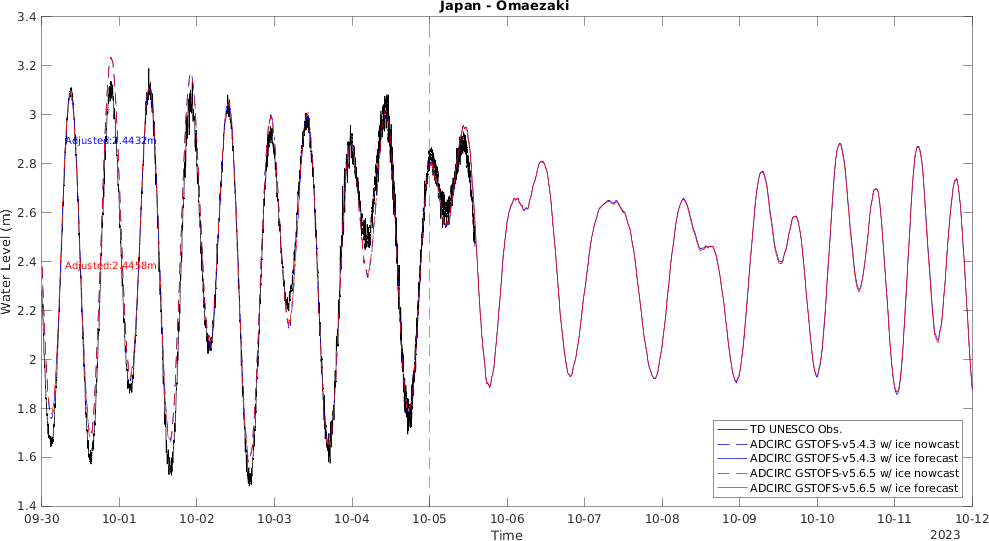 Japan - Omaezaki
3.4
3.2
3
2.8
2.6
2.4
2.2
2
1.8
1.6
1.4
Water Level (m)
Adjusted:2.4432m
Adjusted:2.4458m
TD UNESCO Obs.
ADCIRC GSTOFS-v5.4.3 w/ ice nowcast
ADCIRC GSTOFS-v5.4.3 w/ ice forecast
ADCIRC GSTOFS-v5.6.5 w/ ice nowcast
ADCIRC GSTOFS-v5.6.5 w/ ice forecast
09-30 10-01 10-02 10-03 10-04 10-05 10-06 10-07 10-08 10-09 10-10 10-11 10-12
Time
2023